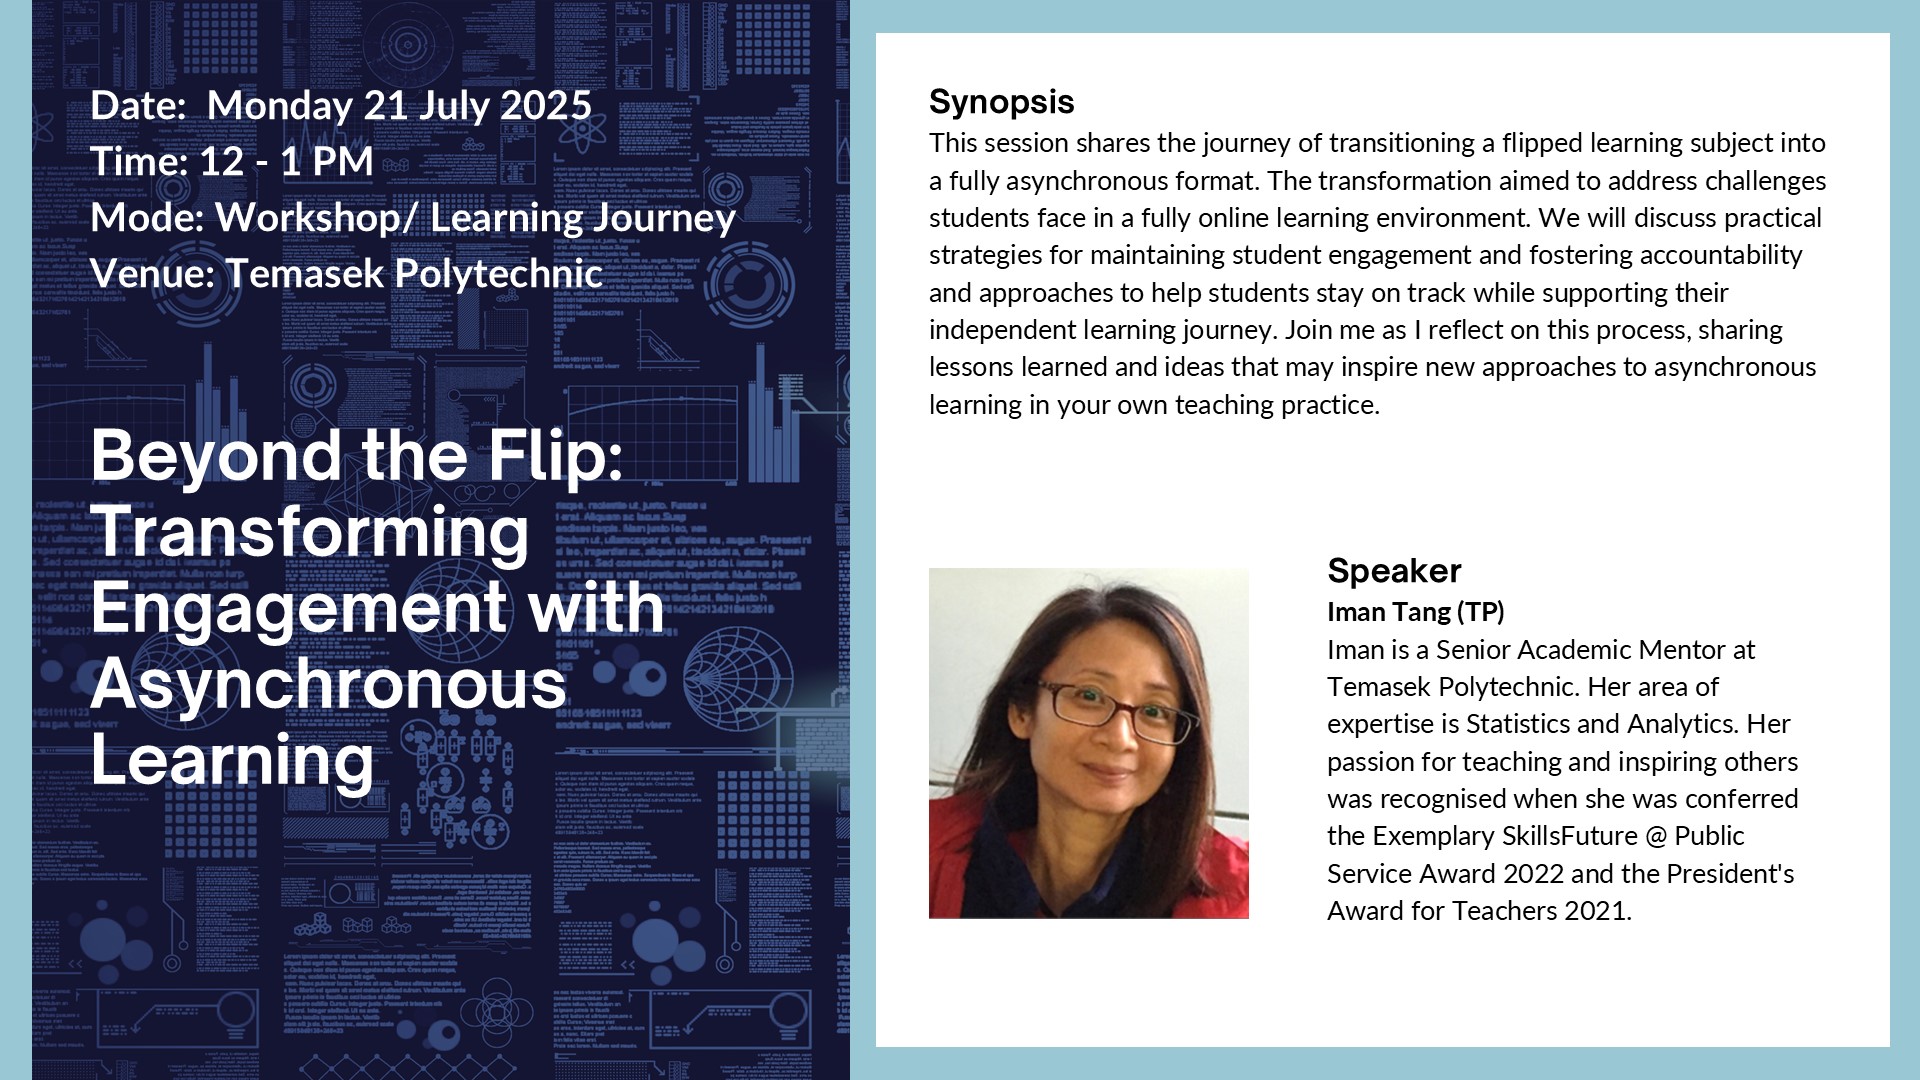 Date:  Monday 21 July 2025
Time: 12 - 1 PM
Mode: Workshop/ Learning Journey
Venue: Temasek Polytechnic
Beyond the Flip:
Transforming
Engagement with
Asynchronous
Learning
Synopsis
This session shares the journey of transitioning a flipped learning subject into
a fully asynchronous format. The transformation aimed to address challenges
students face in a fully online learning environment. We will discuss practical
strategies for maintaining student engagement and fostering accountability
and approaches to help students stay on track while supporting their
independent learning journey. Join me as I reflect on this process, sharing
lessons learned and ideas that may inspire new approaches to asynchronous
learning in your own teaching practice.
Speaker
Iman Tang (TP)
Iman is a Senior Academic Mentor at
Temasek Polytechnic. Her area of
expertise is Statistics and Analytics. Her
passion for teaching and inspiring others
was recognised when she was conferred
the Exemplary SkillsFuture @ Public
Service Award 2022 and the President's
Award for Teachers 2021.